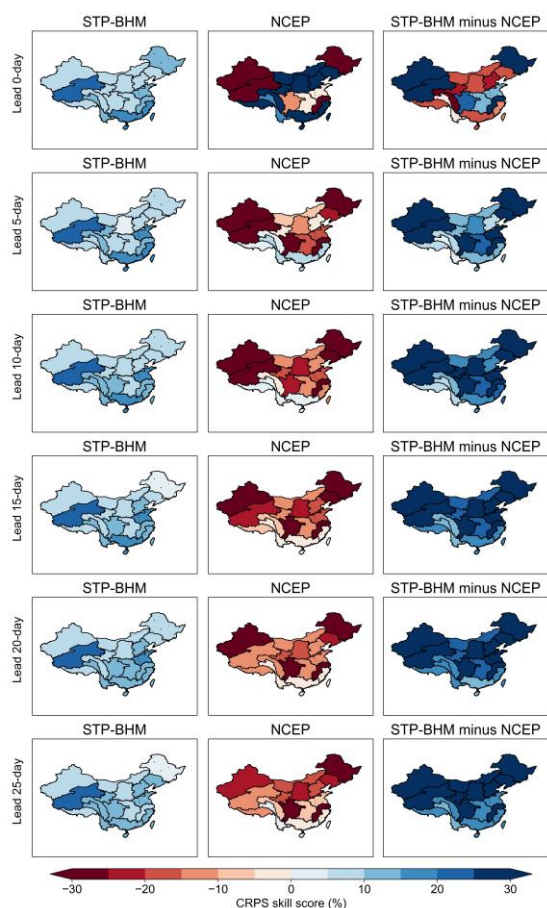 STP-BHM NCEP STP-BHM minus NCEP
Lead 0-day
STP-BHM NCEP STP-BHM minus NCEP
Lead 5-day
STP-BHM NCEP STP-BHM minus NCEP
Lead 10-day
STP-BHM NCEP STP-BHM minus NCEP
Lead 15-day
STP-BHM NCEP STP-BHM minus NCEP
Lead 20-day
STP-BHM NCEP STP-BHM minus NCEP
Lead 25-day
−30 −20 −10 0 10 20 30
CRPS skill score (%)